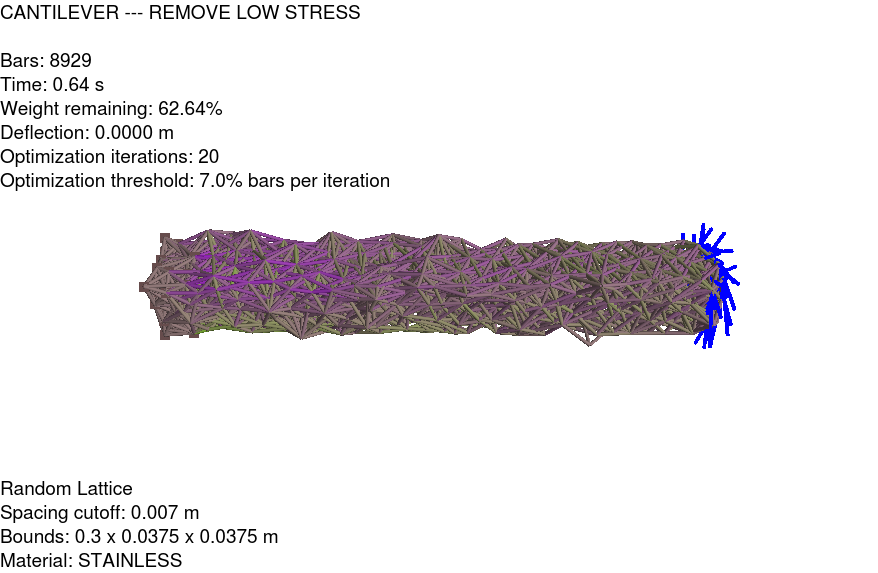 CANTILEVER --- REMOVE LOW STRESS
Bars: 8929
Time: 0.64 s
Weight remaining: 62.64%
Deflection: 0.0000 m
Optimization iterations: 20
Optimization threshold: 7.0% bars per iteration
Random Lattice
Spacing cutoff: 0.007 m
Bounds: 0.3 x 0.0375 x 0.0375 m
Material: STAINLESS